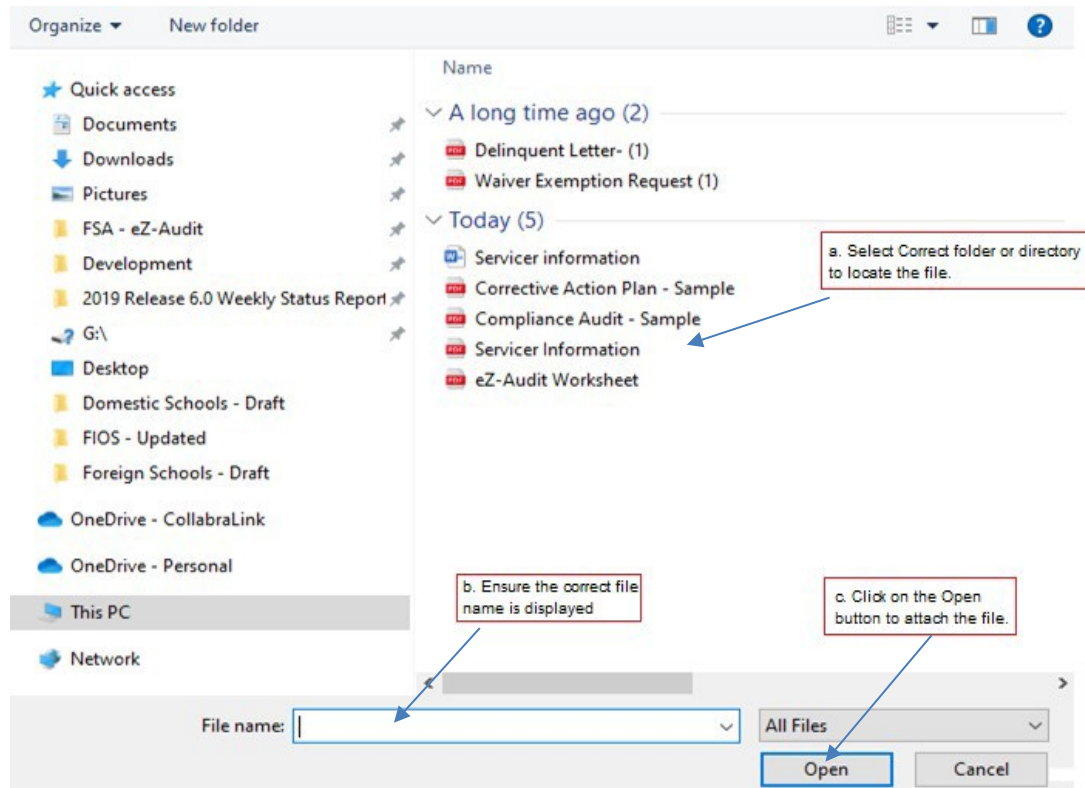 Organize New folder
Quick access
Documents
Downloads
Pictures
FSA - eZ-Audit
Development
2019 Release 6.0 Weekly Status Report
G:\
Desktop
Domestic Schools - Draft
FIOS - Updated
Foreign Schools - Draft
OneDrive - CollabraLink
OneDrive - Personal
This PC
Network
Name
A long time ago (2)
Delinquent Letter- (1)
Waiver Exemption Request (1)
Today (5)
Servicer information
Corrective Action Plan - Sample
Compliance Audit - Sample
Servicer Information
eZ-Audit Worksheet
a. Select Correct folder or directory
to locate the file.
b. Ensure the correct file
name is displayed
c. Click on the Open
button to attach the file.
File name:
All Files
Open Cancel